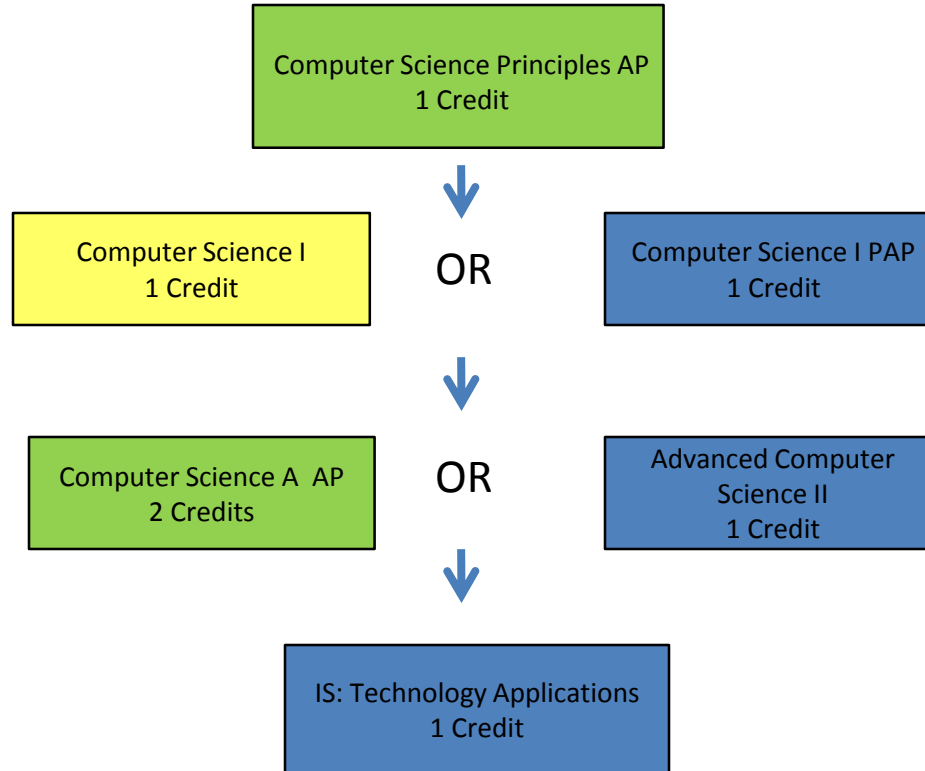 Computer Science Principles AP
1 Credit
Computer Science I
1 Credit
OR
Computer Science I PAP
1 Credit
Computer Science A  AP
2 Credits
OR
Advanced Computer
Science II
1 Credit
IS: Technology Applications
1 Credit